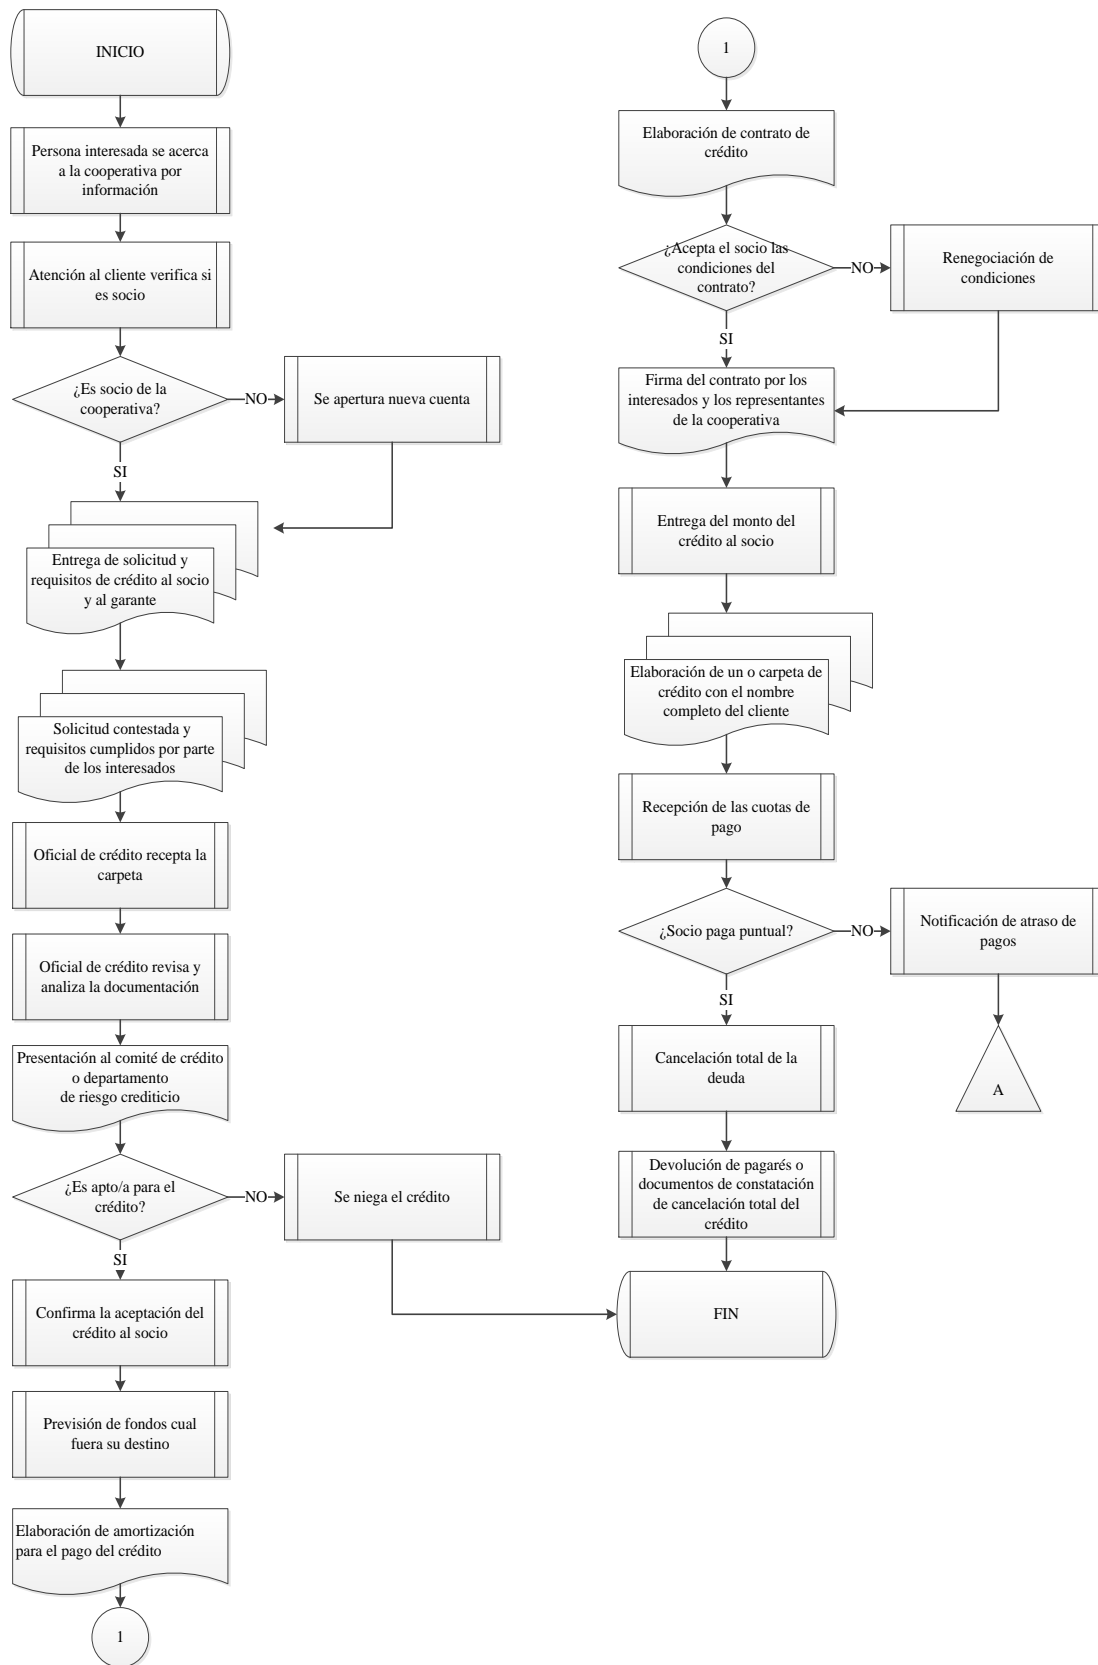 INICIO
Persona interesada se acerca
a la cooperativa por
información
Atención al cliente verifica si
es socio
¿Es socio de la
cooperativa?
NO
Se apertura nueva cuenta
SI
Entrega de solicitud y
requisitos de crédito al socio
y al garante
Solicitud contestada y
requisitos cumplidos por parte
de los interesados
Oficial de crédito recepta la
carpeta
Oficial de crédito revisa y
analiza la documentación
Presentación al comité de crédito
o departamento
de riesgo crediticio
¿Es apto/a para el
crédito?
NO
Se niega el crédito
SI
Confirma la aceptación del
crédito al socio
Previsión de fondos cual
fuera su destino
Elaboración de amortización
para el pago del crédito
1
1
Elaboración de contrato de
crédito
¿Acepta el socio las
condiciones del
contrato?
NO
Renegociación de
condiciones
SI
Firma del contrato por los
interesados y los representantes
de la cooperativa
Entrega del monto del
crédito al socio
Elaboración de un o carpeta de
crédito con el nombre
completo del cliente
Recepción de las cuotas de
pago
¿Socio paga puntual?
NO
Notificación de atraso de
pagos
A
SI
Cancelación total de la
deuda
Devolución de pagarés o
documentos de constatación
de cancelación total del
crédito
FIN